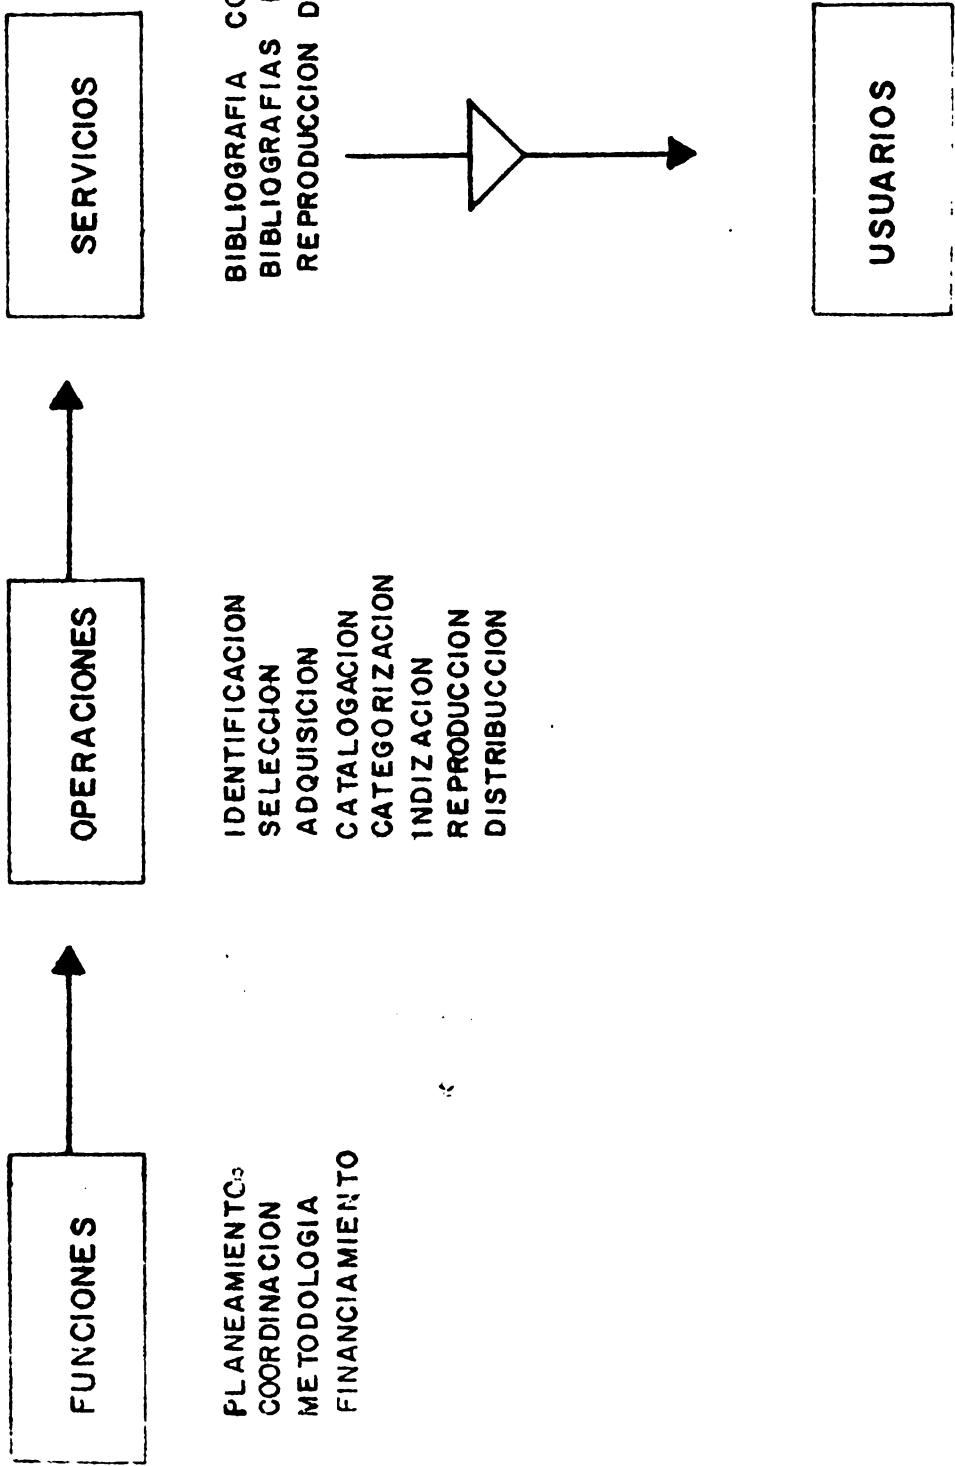 FUNCIONES
PLANEAMIENTO
COORDINACION
METODOLOGIA
FINANCIAMIENTO
OPERACIONES
IDENTIFICACION
SELECCION
ADQUISICION
CATALOGACION
CATEGORIZACION
INDIZACION
REPRODUCCION
DISTRIBUCCION
SERVICIOS
BIBLIOGRAFIA
BIBLIOGRAFIAS
REPRODUCCION
USUARIOS